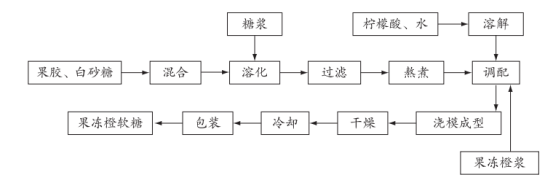 糖浆
柠檬酸、水
溶解
果胶、白砂糖
混合
溶化
过滤
熬煮
调配
果冻橙软糖
包装
冷却
干燥
浇模成型
果冻橙浆